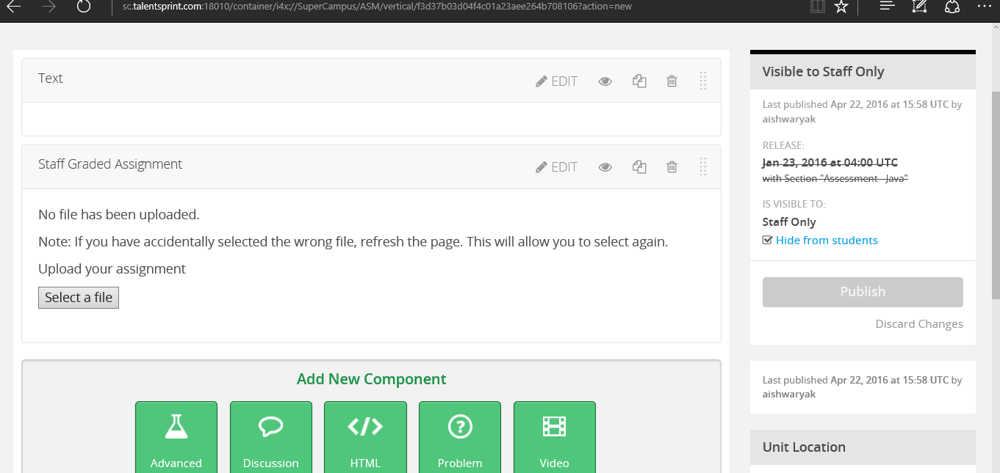 sc.talentsprint.com:18010/container/i4x://SuperCampus/ASM/vertical/f3d37b03d04f4c01a23aee264b708106?action=new
Text
EDIT
Staff Graded Assignment
EDIT
No file has been uploaded.
Note: If you have accidentally selected the wrong file, refresh the page. This will allow you to select again.
Upload your assignment
Select a file
Add New Component
Advanced
Discussion
</>
HTML
?
Problem
Video
Visible to Staff Only
Last published Apr 22, 2016 at 15:58 UTC by
aishwaryak
RELEASE:
Jan 23, 2016 at 04:00 UTC
with Section "Assessment - Java"
IS VISIBLE TO:
Staff Only
Hide from students
Publish
Discard Changes
Last published Apr 22, 2016 at 15:58 UTC by
aishwaryak
Unit Location